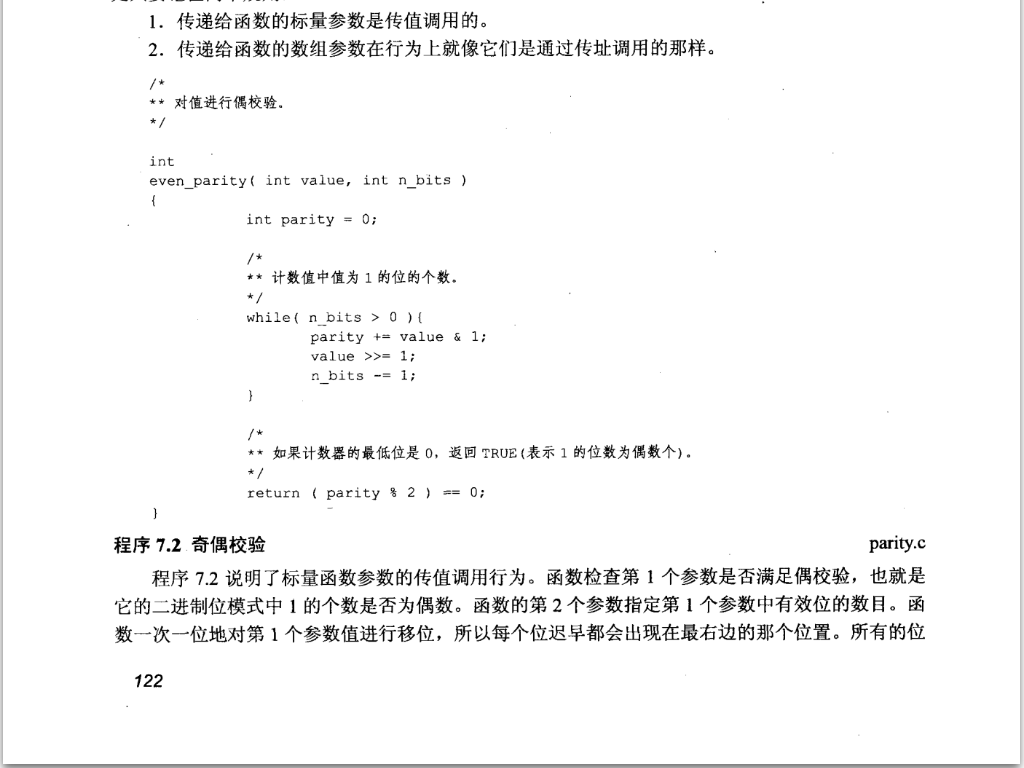 1．传递给函数的标量参数是传值调用的。
2．传递给函数的数组参数在行为上就像它们是通过传址调用的那样。
/*
** 对值进行偶校验。
*/
int
even_parity( int value, int n_bits )
{
int parity = 0;
/*
** 计数值中值为 1 的位的个数。
*/
while( n_bits > 0 ){
parity += value & 1;
value >>= 1;
n_bits -= 1;
}
/*
** 如果计数器的最低位是 0，返回 TRUE(表示 1 的位数为偶数个)。
*/
return ( parity % 2 ) == 0;
}
程序 7.2 奇偶校验 parity.c
程序 7.2 说明了标量函数参数的传值调用行为。函数检查第 1 个参数是否满足偶校验，也就是
它的二进制位模式中 1 的个数是否为偶数。函数的第 2 个参数指定第 1 个参数中有效位的数目。函
数一次一位地对第 1 个参数值进行移位，所以每个位迟早都会出现在最右边的那个位置。所有的位
122